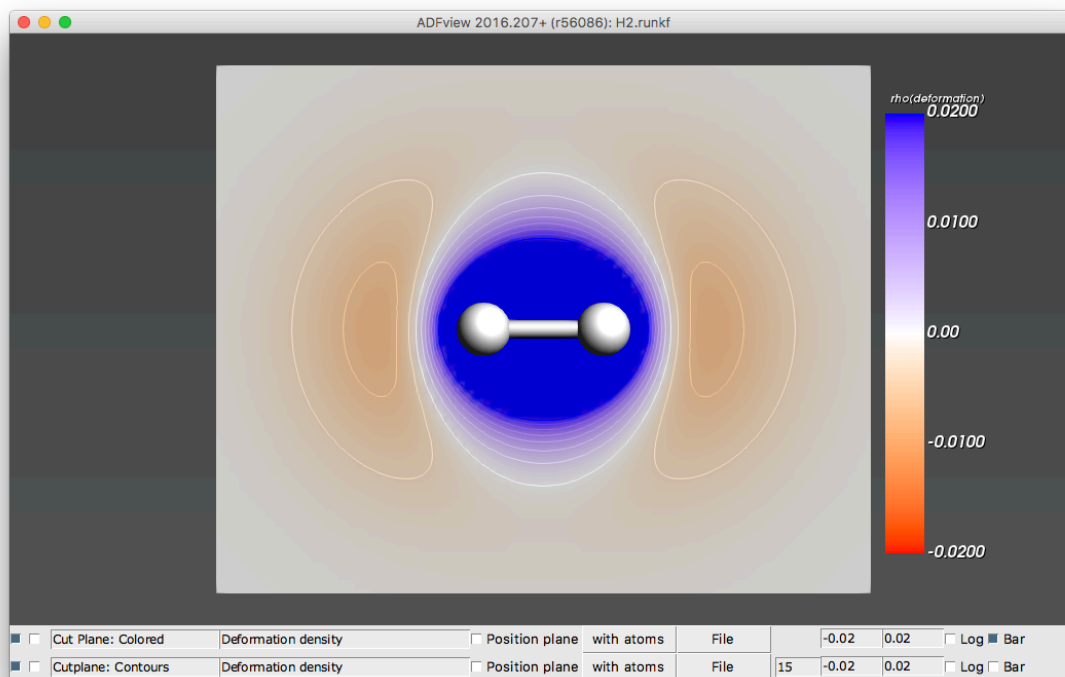 ADFview 2016.207+ (r56086): H2.runkf
rho(deformation)
0.0200
0.0100
0.00
-0.0100
-0.0200
Cut Plane: Colored Deformation density Position plane with atoms File -0.02 0.02 Log Bar
Cutplane: Contours Deformation density Position plane with atoms File 15 -0.02 0.02 Log Bar